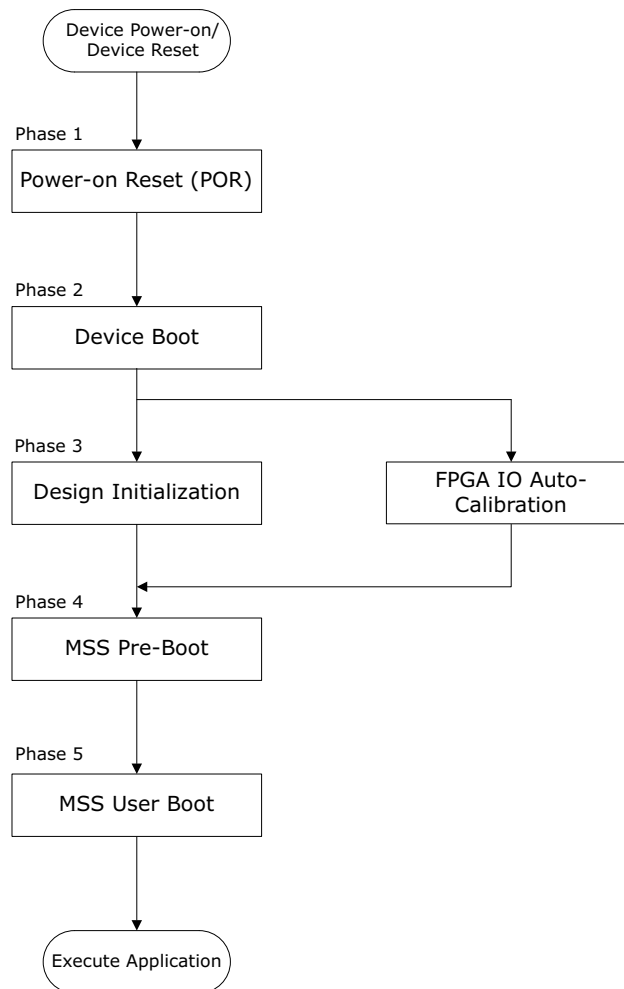 Device Power-on/
Device Reset
Phase 1
Power-on Reset (POR)
Phase 2
Device Boot
Phase 3
Design Initialization
FPGA IO Auto-
Calibration
Phase 4
MSS Pre-Boot
Phase 5
MSS User Boot
Execute Application